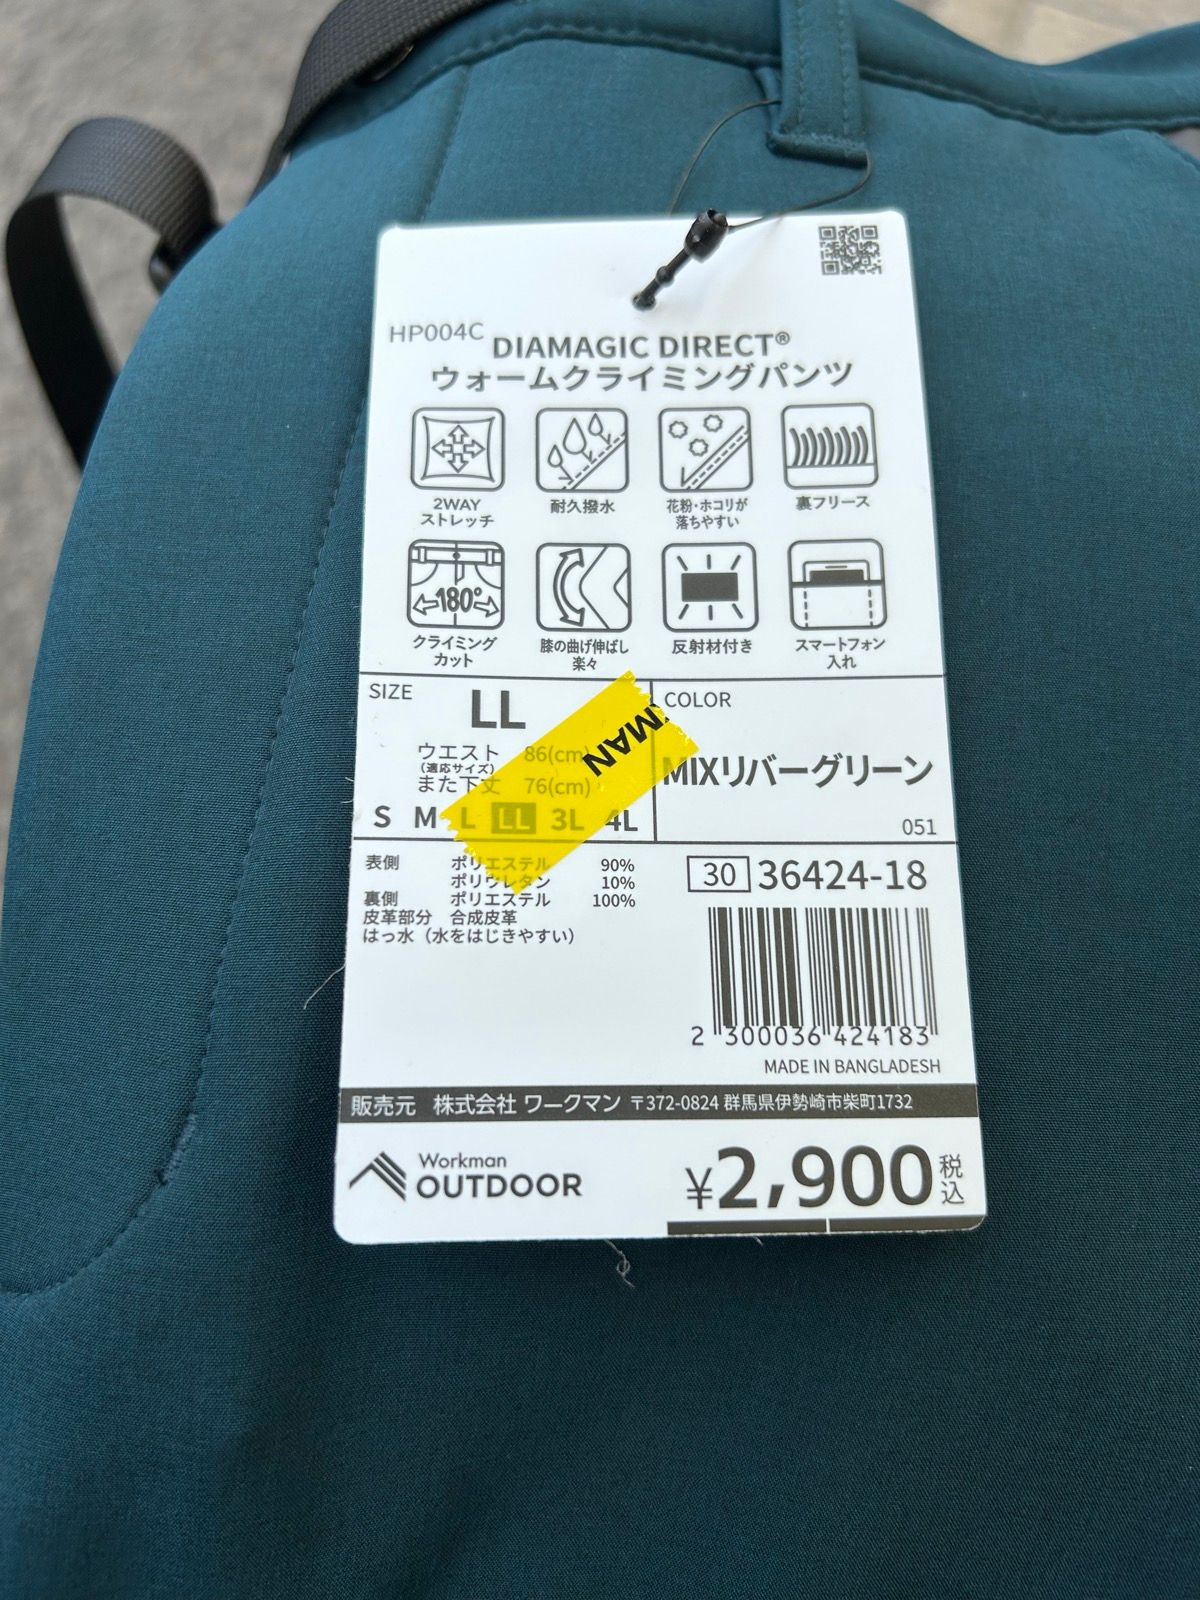 HP004C
DIAMAGIC DIRECT®
ウォームクライミングパンツ
2WAY
ストレッチ
耐久撥水
花粉・ホコリが
落ちやすい
裏フリース
180°
クライミング
カット
膝の曲げ伸ばし
楽々
反射材付き
スマートフォン
入れ
SIZE
LL
ウエスト 86(cm)
(適応サイズ)
また下丈 76(cm)
S M L LL 3L 4L
MAN
COLOR
MIXリバーグリーン
051
表側 ポリエステル 90%
ポリウレタン 10%
裏側 ポリエステル 100%
皮革部分 合成皮革
はっ水（水をはじきやすい）
30 36424-18
2 300036 424183
MADE IN BANGLADESH
販売元 株式会社 ワークマン 〒372-0824 群馬県伊勢崎市柴町1732
Workman
OUTDOOR
¥2,900税込